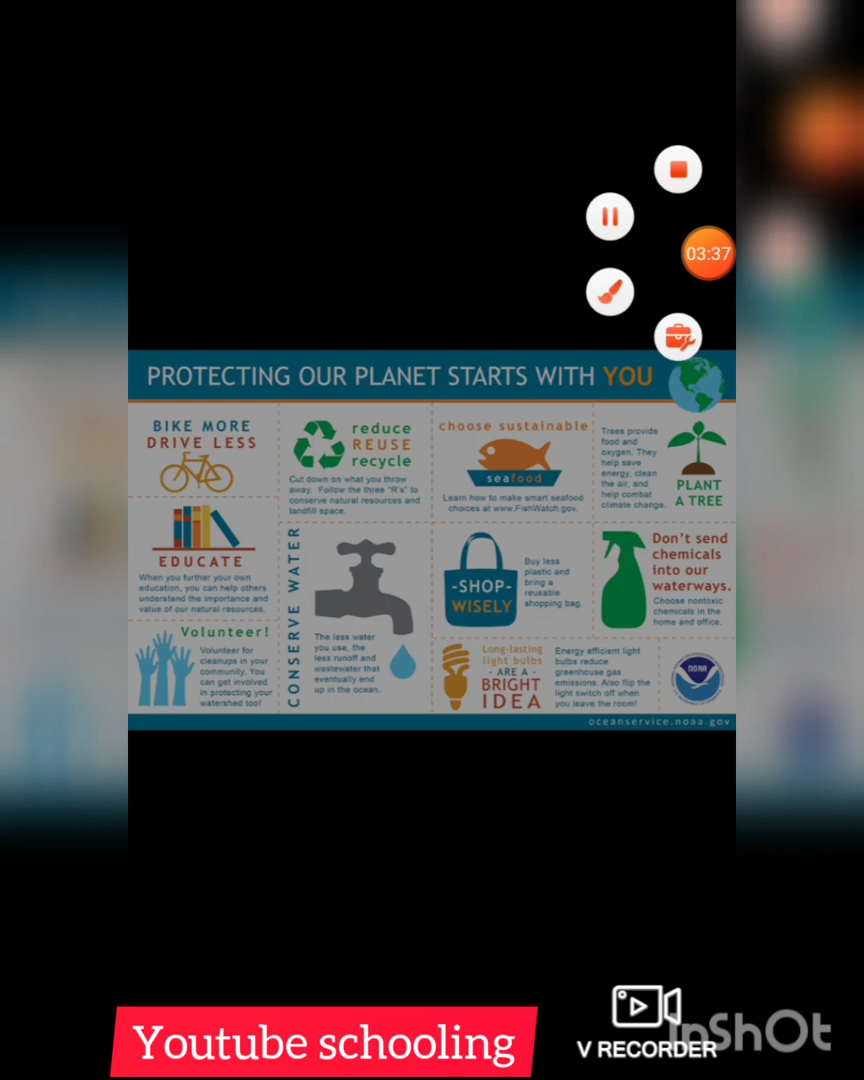 03:37
PROTECTING OUR PLANET STARTS WITH YOU
BIKE MORE
DRIVE LESS
reduce
REUSE
recycle
Cut down on what you throw
away. Follow the three "R's" to
conserve natural resources and
landfill space.
choose sustainable
seafood
Learn how to make smart seafood
choices at www.FishWatch.gov.
Trees provide
food and
oxygen. They
help save
energy, clean
the air, and
help combat
climate change.
PLANT
A TREE
EDUCATE
When you further your own
education, you can help others
understand the importance and
value of our natural resources.
CONSERVE WATER
The less water
you use, the
less runoff and
wastewater that
eventually end
up in the ocean.
-SHOP-
WISELY
Buy less
plastic and
bring a
reusable
shopping bag.
Don't send
chemicals
into our
waterways.
Choose nontoxic
chemicals in the
home and office.
Volunteer!
Volunteer for
cleanups in your
community. You
can get involved
in protecting your
watershed too!
Long-lasting
light bulbs
- ARE A -
BRIGHT
IDEA
Energy efficient light
bulbs reduce
greenhouse gas
emissions. Also flip the
light switch off when
you leave the room!
NOAA
oceanservice.noaa.gov
Youtube schooling
V RECORDER
InShOt